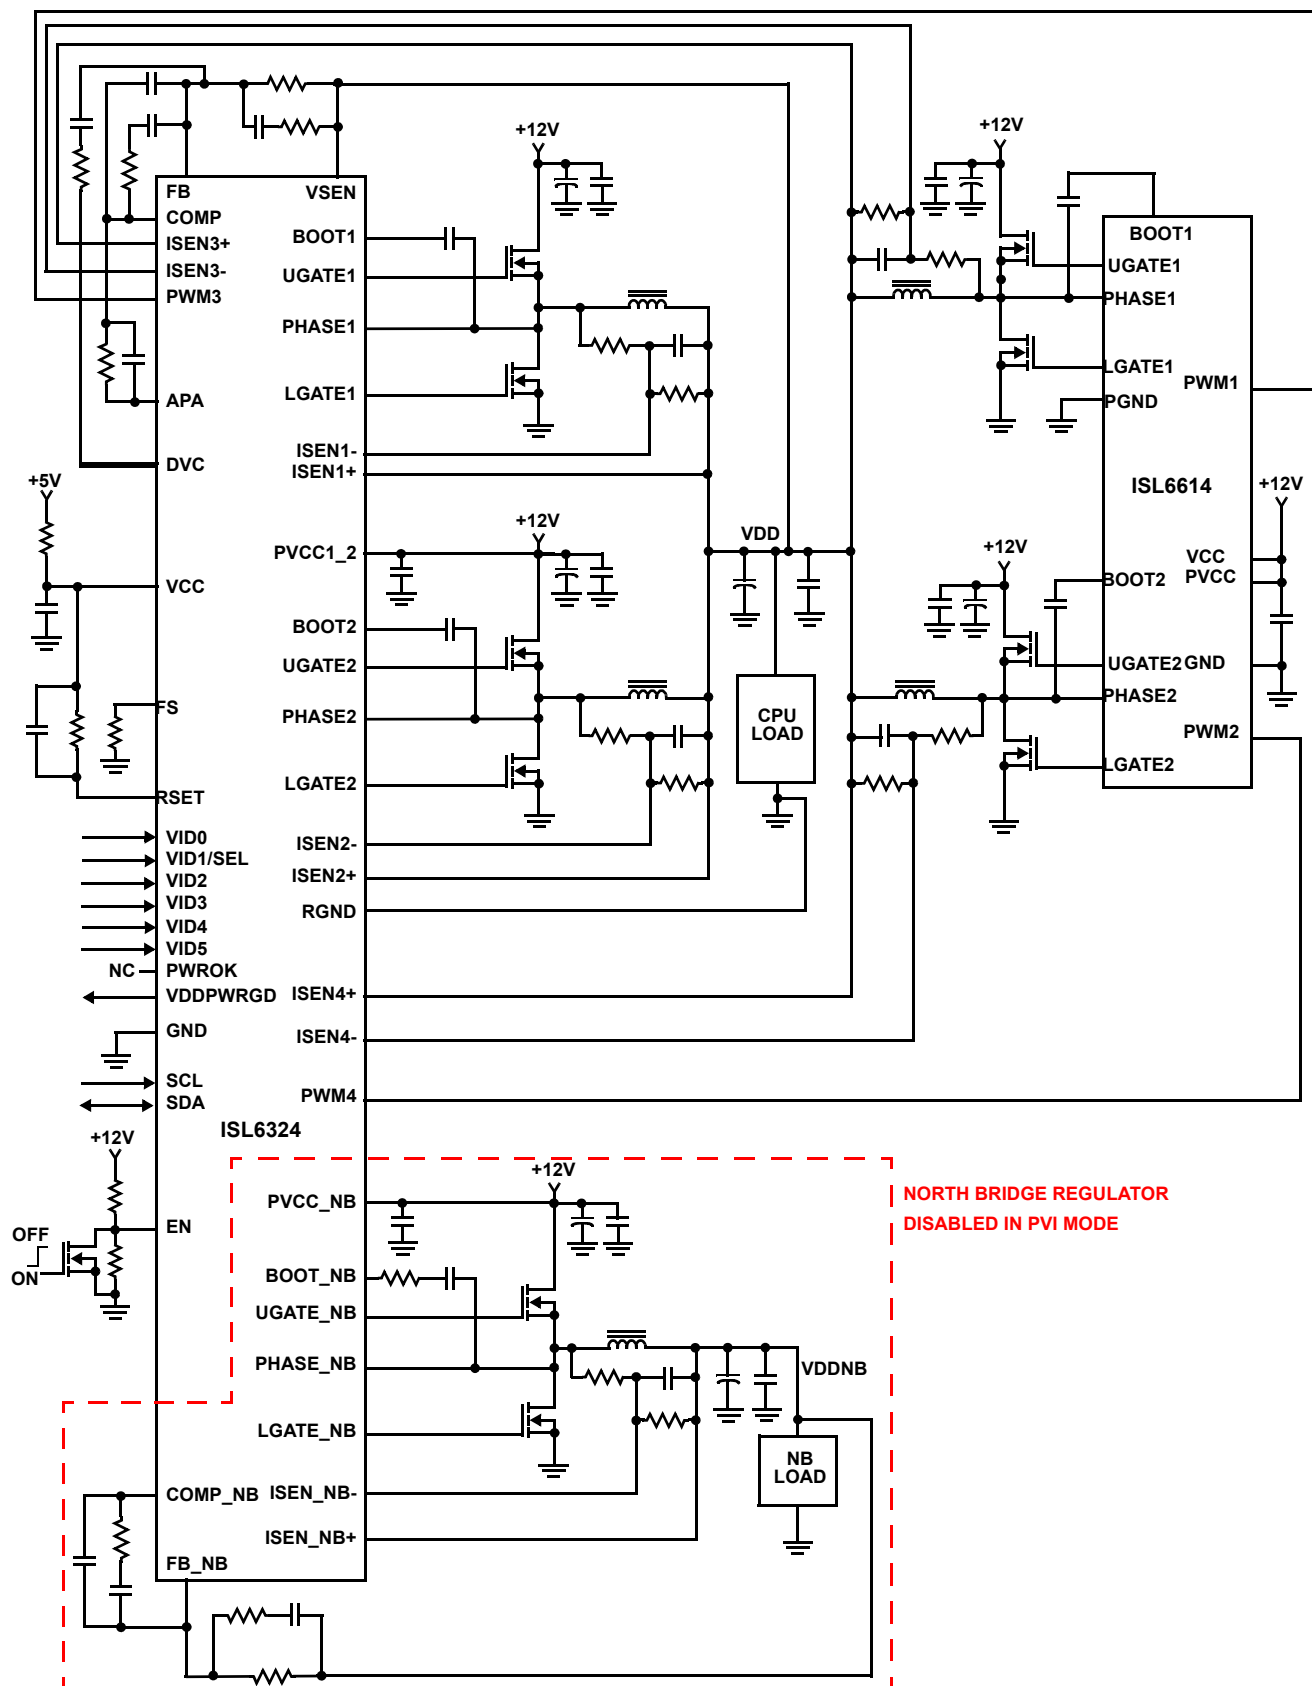 +12V
+12V
FB
VSEN
COMP
ISEN3+
ISEN3-
PWM3
APA
DVC
BOOT1
UGATE1
PHASE1
LGATE1
ISEN1-
ISEN1+
BOOT1
UGATE1
PHASE1
LGATE1
PWM1
PGND
ISL6614
+5V
+12V
+12V
VDD
+12V
PVCC1_2
VCC
VCC
PVCC
BOOT2
BOOT2
UGATE2
UGATE2
GND
FS
PHASE2
CPU
LOAD
PHASE2
PWM2
LGATE2
LGATE2
RSET
VID0
VID1/SEL
VID2
VID3
VID4
VID5
NC
PWROK
VDDPWRGD
GND
SCL
SDA
ISEN2-
ISEN2+
RGND
ISEN4+
ISEN4-
PWM4
ISL6324
+12V
+12V
NORTH BRIDGE REGULATOR
DISABLED IN PVI MODE
PVCC_NB
EN
OFF
ON
BOOT_NB
UGATE_NB
PHASE_NB
VDDNB
LGATE_NB
NB
LOAD
COMP_NB
ISEN_NB-
ISEN_NB+
FB_NB